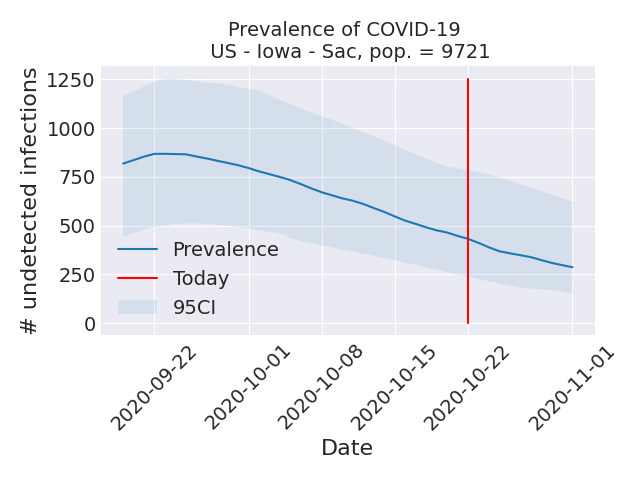 Prevalence of COVID-19
US - Iowa - Sac, pop. = 9721
# undetected infections
1250
1000
750
500
250
0
Prevalence
Today
95CI
2020-09-22
2020-10-01
2020-10-08
2020-10-15
2020-10-22
2020-11-01
Date